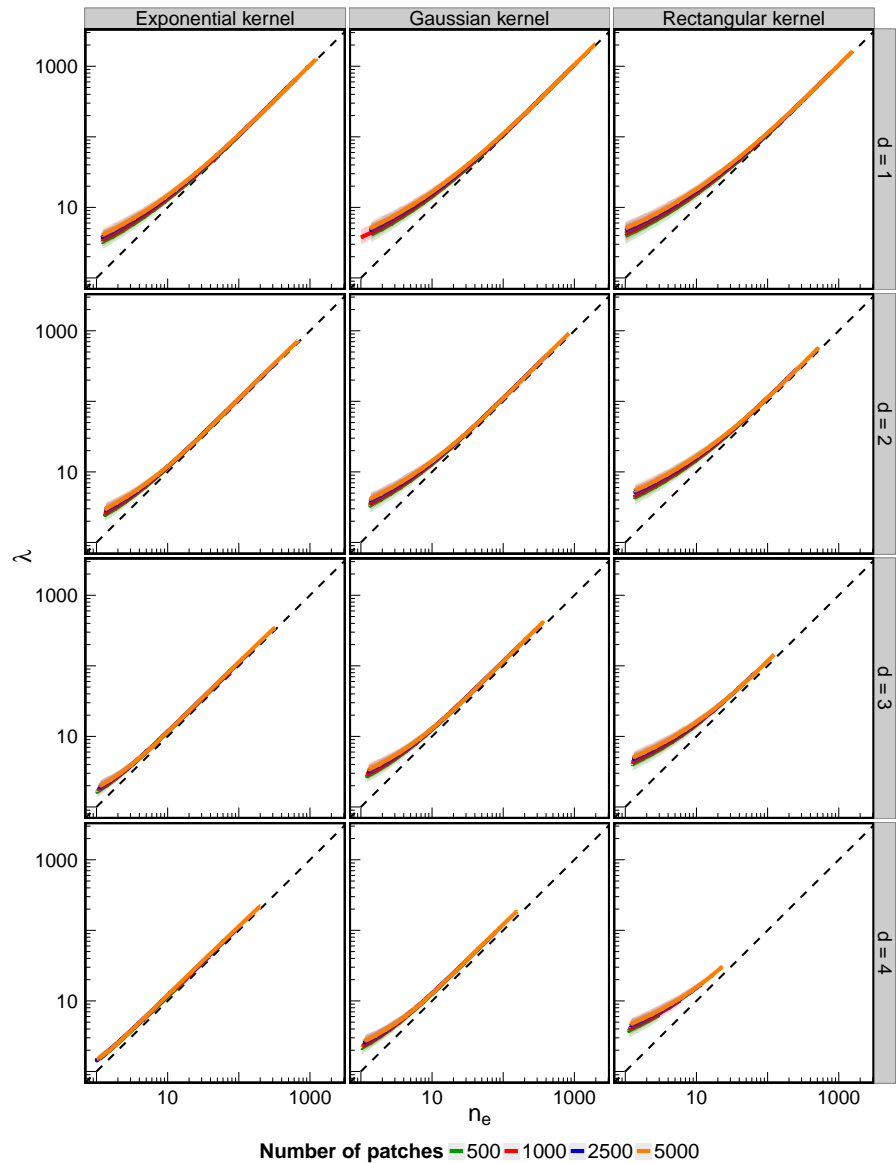 Exponential kernel Gaussian kernel Rectangular kernel
1000
10
d = 1
1000
10
d = 2
λ
1000
10
d = 3
1000
10
d = 4
10 1000 10 1000 10 1000
nₑ
Number of patches 500 1000 2500 5000